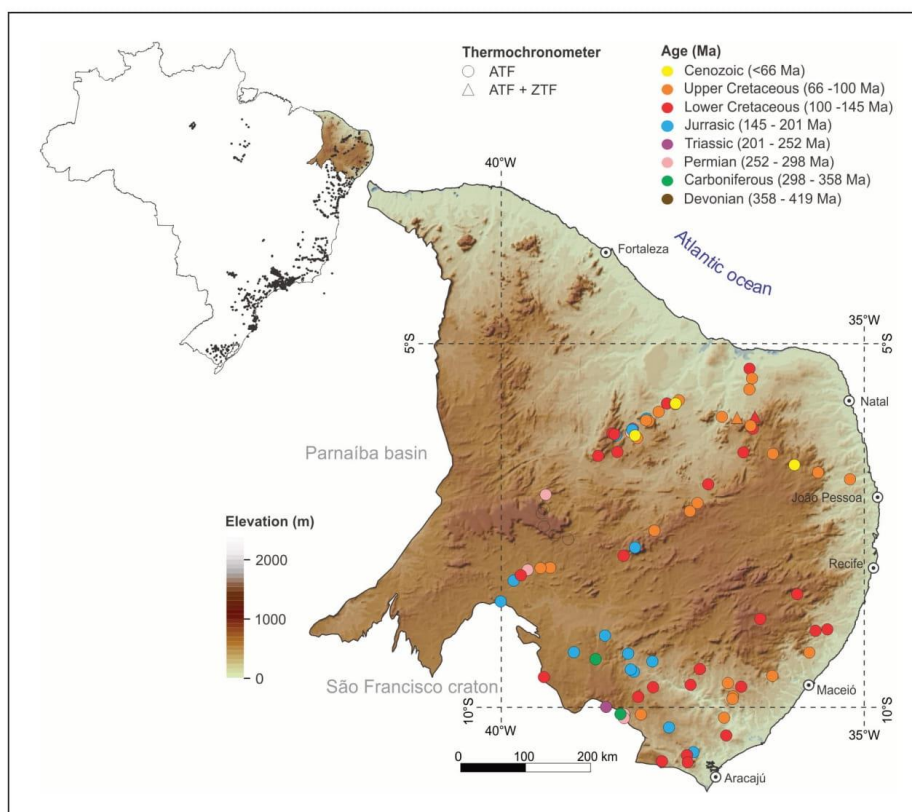 Thermochronometer
ATF
ATF + ZTF
Age (Ma)
Cenozoic (<66 Ma)
Upper Cretaceous (66 -100 Ma)
Lower Cretaceous (100 -145 Ma)
Jurrasic (145 - 201 Ma)
Triassic (201 - 252 Ma)
Permian (252 - 298 Ma)
Carboniferous (298 - 358 Ma)
Devonian (358 - 419 Ma)
40°W
Fortaleza
Atlantic ocean
35°W
5°S
5°S
Natal
Parnaíba basin
João Pessoa
Elevation (m)
2000
1000
0
Recife
São Francisco craton
Maceió
10°S
10°S
40°W
35°W
0 100 200 km
Aracajú